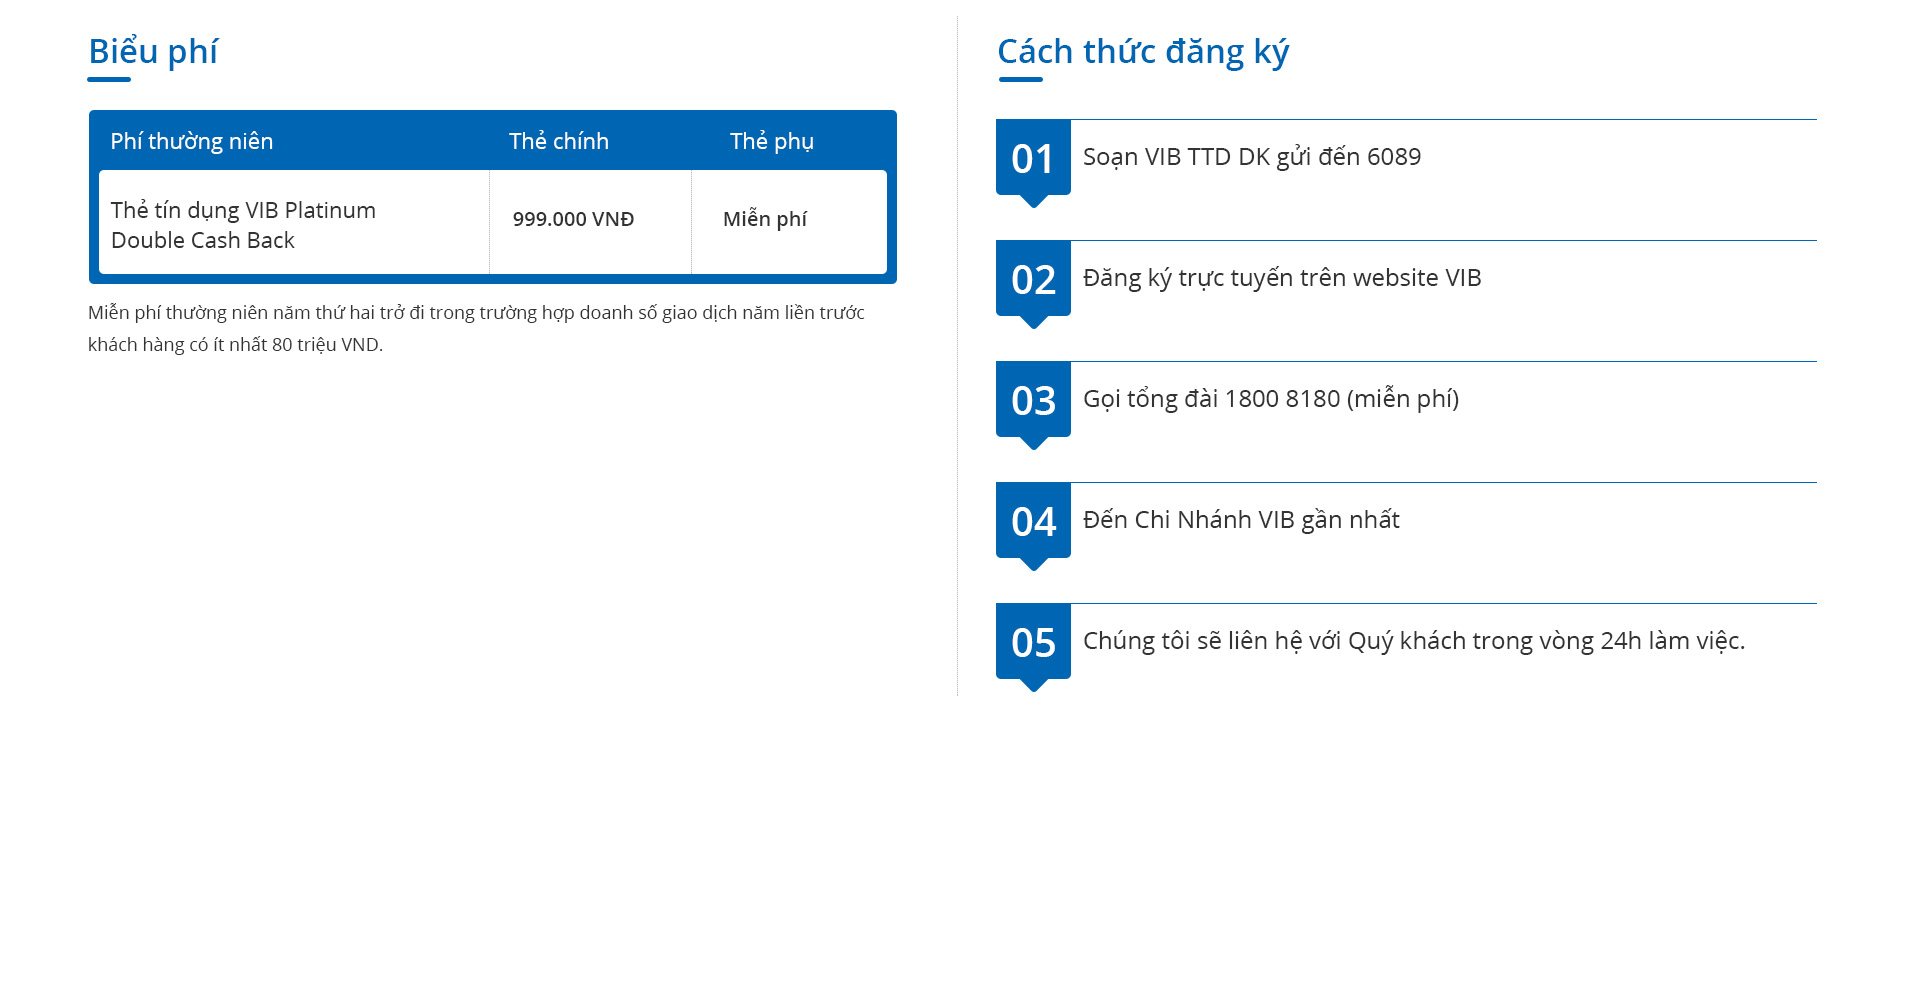 Biểu phí
Phí thường niên Thẻ chính Thẻ phụ
Thẻ tín dụng VIB Platinum
Double Cash Back
999.000 VNĐ Miễn phí
Miễn phí thường niên năm thứ hai trở đi trong trường hợp doanh số giao dịch năm liền trước
khách hàng có ít nhất 80 triệu VND.
Cách thức đăng ký
01 Soạn VIB TTD DK gửi đến 6089
02 Đăng ký trực tuyến trên website VIB
03 Gọi tổng đài 1800 8180 (miễn phí)
04 Đến Chi Nhánh VIB gần nhất
05 Chúng tôi sẽ liên hệ với Quý khách trong vòng 24h làm việc.